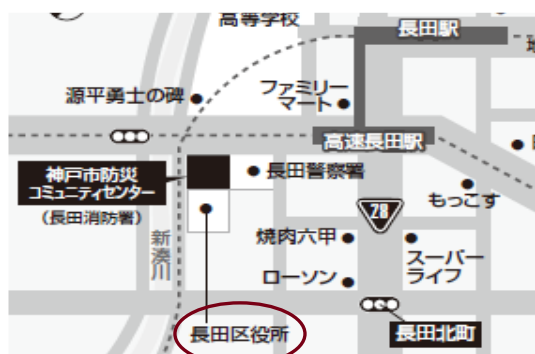 高等学校
長田駅
地
源平勇士の碑
ファミリー
マート
高速長田駅
神戸市防災
コミュニティセンター
(長田消防署)
長田警察署
もっこす
28
新湊川
焼肉六甲
スーパー
ライフ
ローソン
長田区役所
長田北町